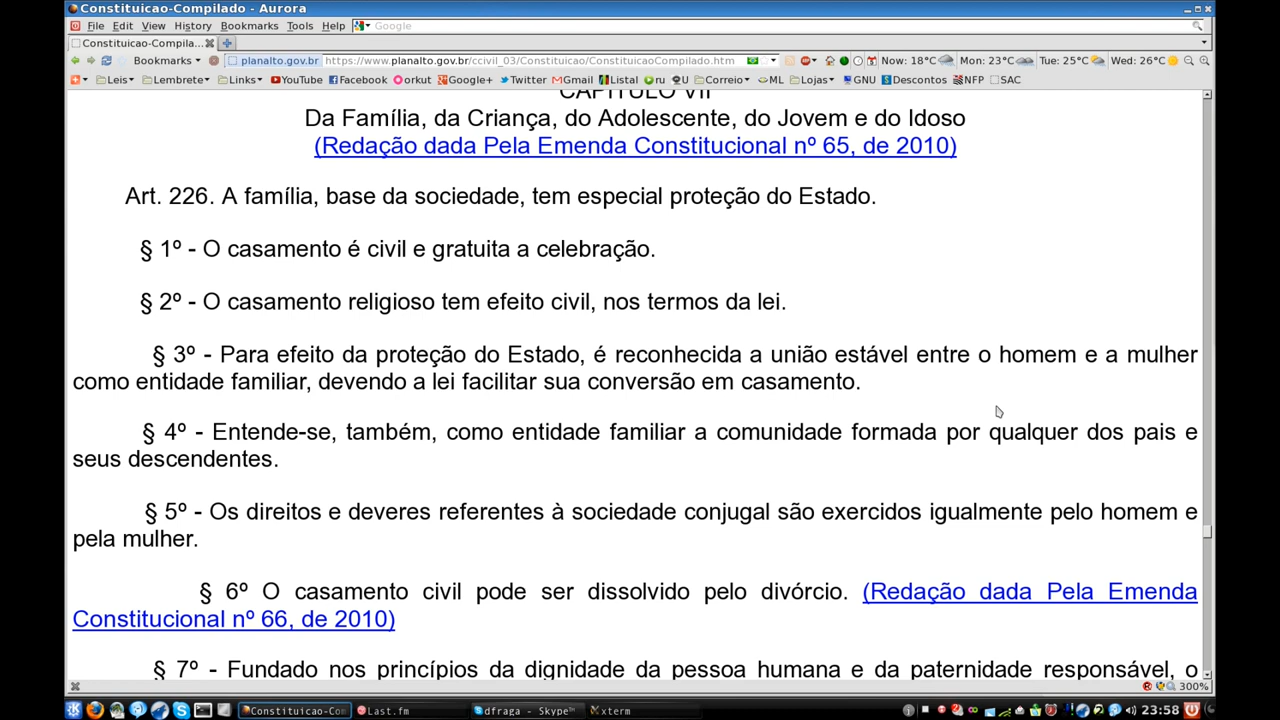 Constituicao-Compilado - Aurora
File Edit View History Bookmarks Tools Help Google
Constituicao-Compila...
Bookmarks planalto.gov.br https://www.planalto.gov.br/ccivil_03/Constituicao/ConstituicaoCompilado.htm Now: 18°C Mon: 23°C Tue: 25°C Wed: 26°C
Leis Lembrete Links YouTube Facebook orkut Google+ Twitter Gmail Listal ru U Correio ML Lojas GNU Descontos NFP SAC
CAPÍTULO VII
Da Família, da Criança, do Adolescente, do Jovem e do Idoso
(Redação dada Pela Emenda Constitucional nº 65, de 2010)
Art. 226. A família, base da sociedade, tem especial proteção do Estado.
§ 1º - O casamento é civil e gratuita a celebração.
§ 2º - O casamento religioso tem efeito civil, nos termos da lei.
§ 3º - Para efeito da proteção do Estado, é reconhecida a união estável entre o homem e a mulher
como entidade familiar, devendo a lei facilitar sua conversão em casamento.
§ 4º - Entende-se, também, como entidade familiar a comunidade formada por qualquer dos pais e
seus descendentes.
§ 5º - Os direitos e deveres referentes à sociedade conjugal são exercidos igualmente pelo homem e
pela mulher.
§ 6º O casamento civil pode ser dissolvido pelo divórcio. (Redação dada Pela Emenda
Constitucional nº 66, de 2010)
§ 7º - Fundado nos princípios da dignidade da pessoa humana e da paternidade responsável, o
300%
Constituicao-Com Last.fm dfraga - Skype™ xterm 23:58